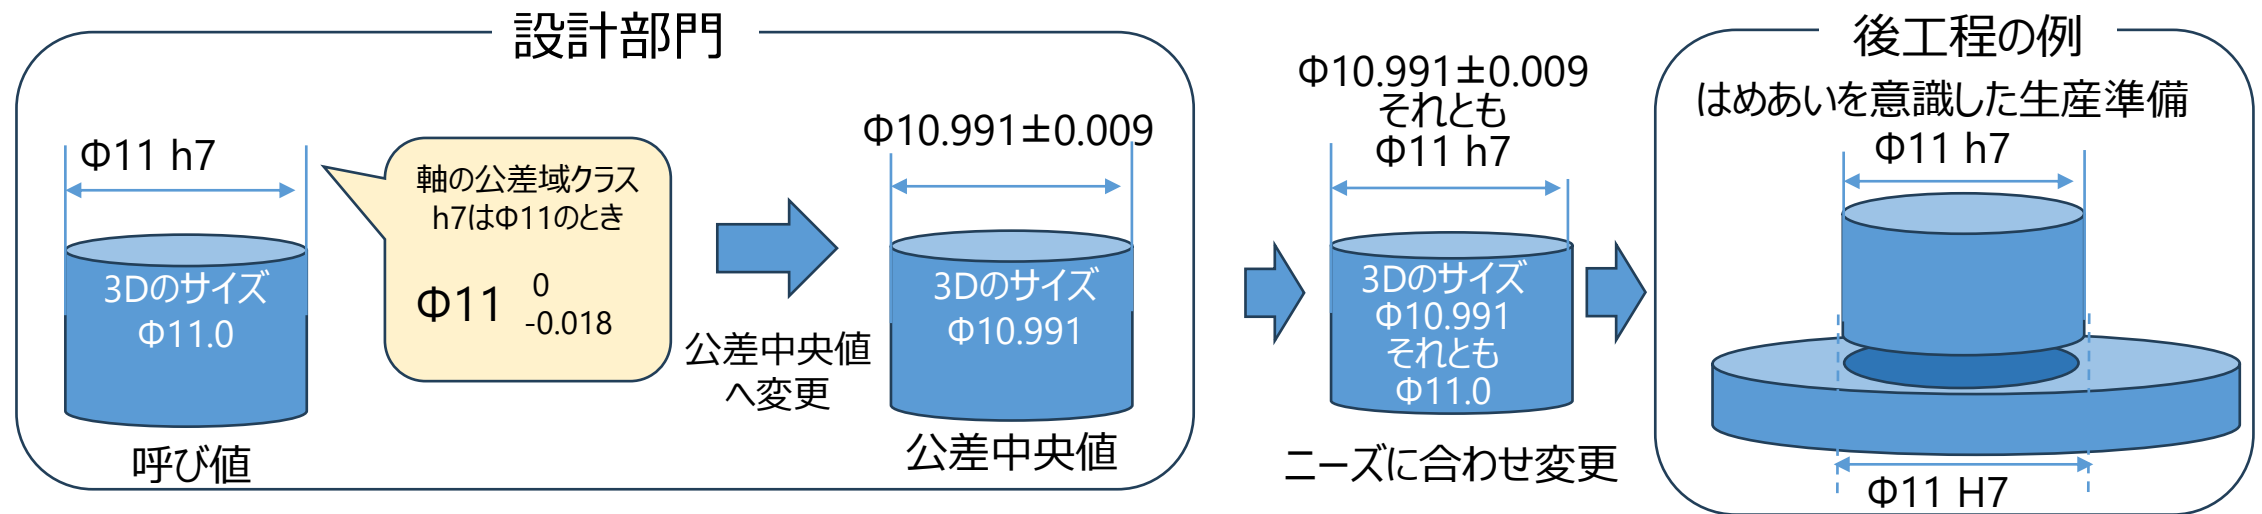 設計部門
Φ11 h7
軸の公差域クラス
h7はΦ11のとき
Φ11 0
-0.018
3Dのサイズ
Φ11.0
呼び値
公差中央値
へ変更
Φ10.991±0.009
3Dのサイズ
Φ10.991
公差中央値
Φ10.991±0.009
それとも
Φ11 h7
3Dのサイズ
Φ10.991
それとも
Φ11.0
ニーズに合わせ変更
後工程の例
はめあいを意識した生産準備
Φ11 h7
Φ11 H7